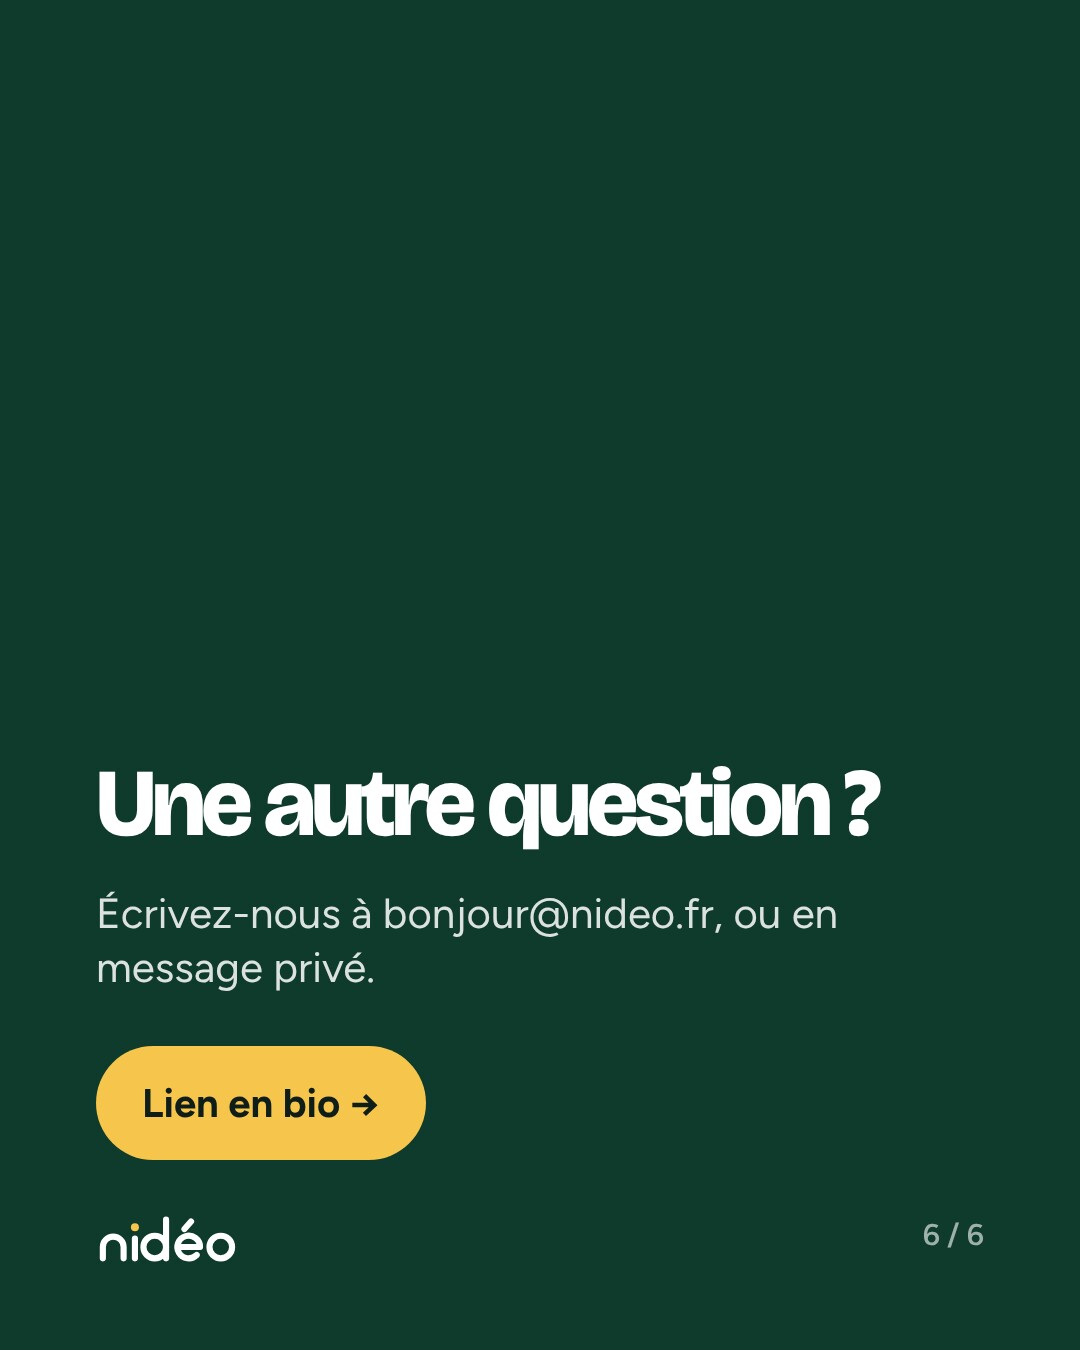 Une autre question ?
Écrivez-nous à bonjour@nideo.fr, ou en
message privé.
Lien en bio →
nidéo
6 / 6